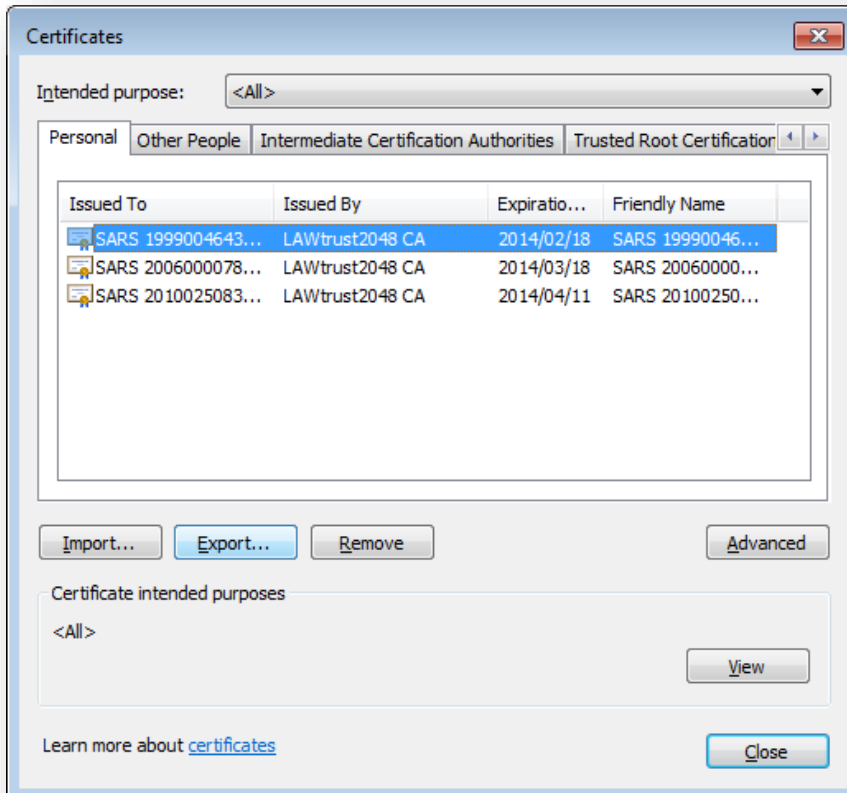 Certificates
Intended purpose: <All>
Personal Other People Intermediate Certification Authorities Trusted Root Certification
Issued To Issued By Expiratio... Friendly Name
SARS 1999004643... LAWtrust2048 CA 2014/02/18 SARS 19990046...
SARS 2006000078... LAWtrust2048 CA 2014/03/18 SARS 20060000...
SARS 2010025083... LAWtrust2048 CA 2014/04/11 SARS 20100250...
Import... Export... Remove Advanced
Certificate intended purposes
<All>
View
Learn more about certificates
Close